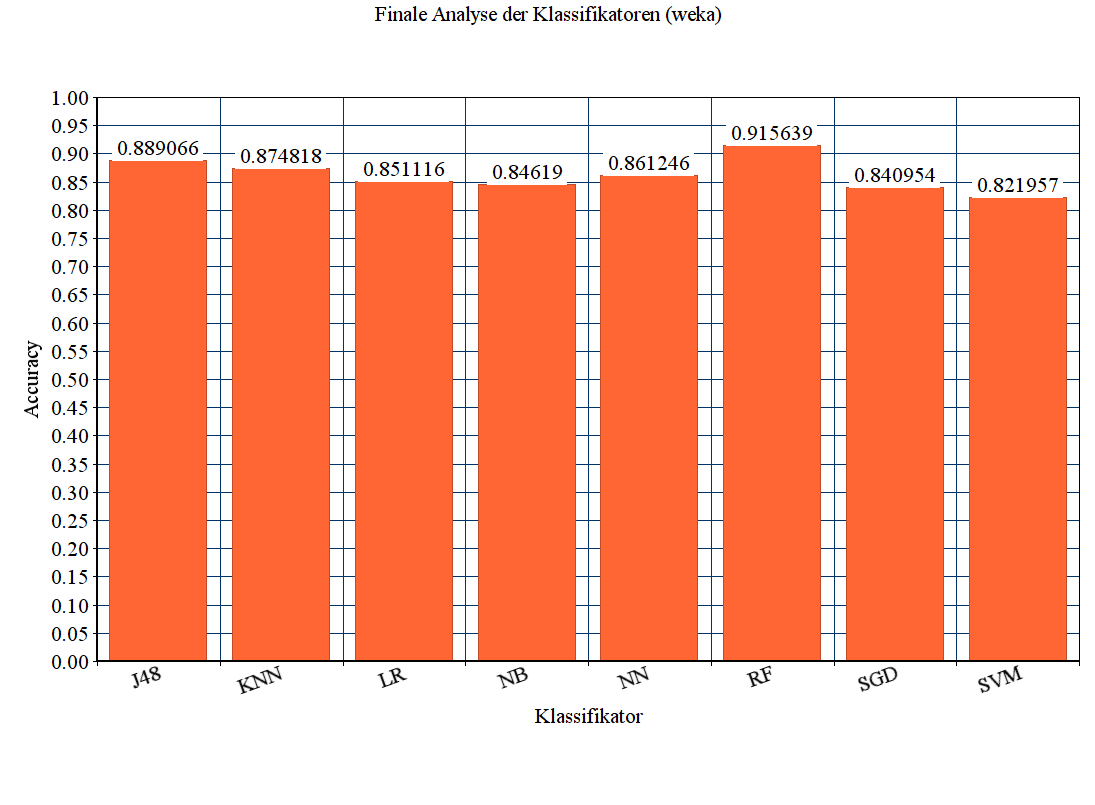 Finale Analyse der Klassifikatoren (weka)
1.00
0.95
0.90
0.85
0.80
0.75
0.70
0.65
0.60
0.55
0.50
0.45
0.40
0.35
0.30
0.25
0.20
0.15
0.10
0.05
0.00
Accuracy
0.889066
0.874818
0.851116
0.84619
0.861246
0.915639
0.840954
0.821957
J48
KNN
LR
NB
NN
RF
SGD
SVM
Klassifikator